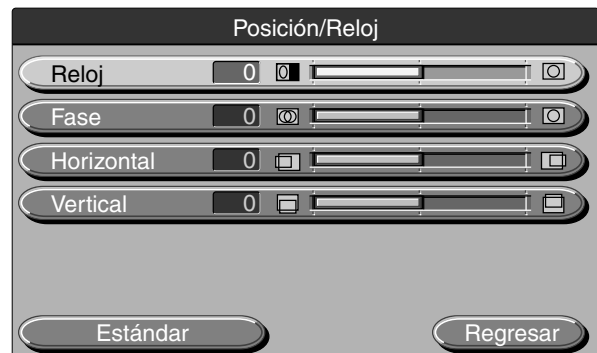 Posición/Reloj
Reloj 0
Fase 0
Horizontal 0
Vertical 0
Estándar Regresar